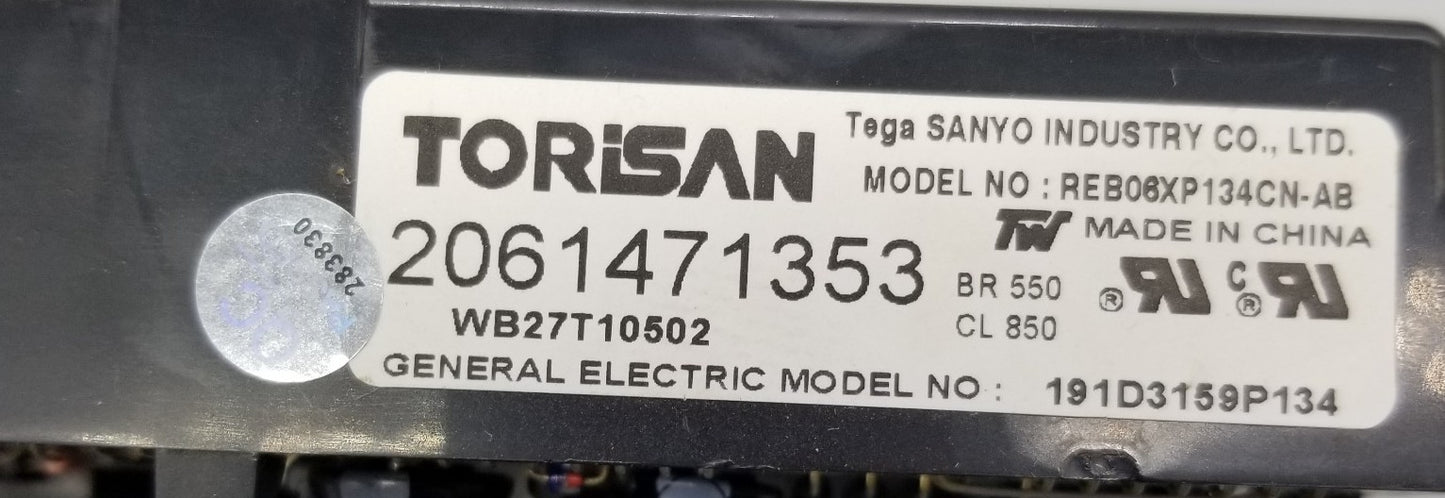 TORiSAN
Tega SANYO INDUSTRY CO., LTD.
MODEL NO : REB06XP134CN-AB
MADE IN CHINA
2061471353
BR 550
CL 850
WB27T10502
GENERAL ELECTRIC MODEL NO : 191D3159P134
2838830